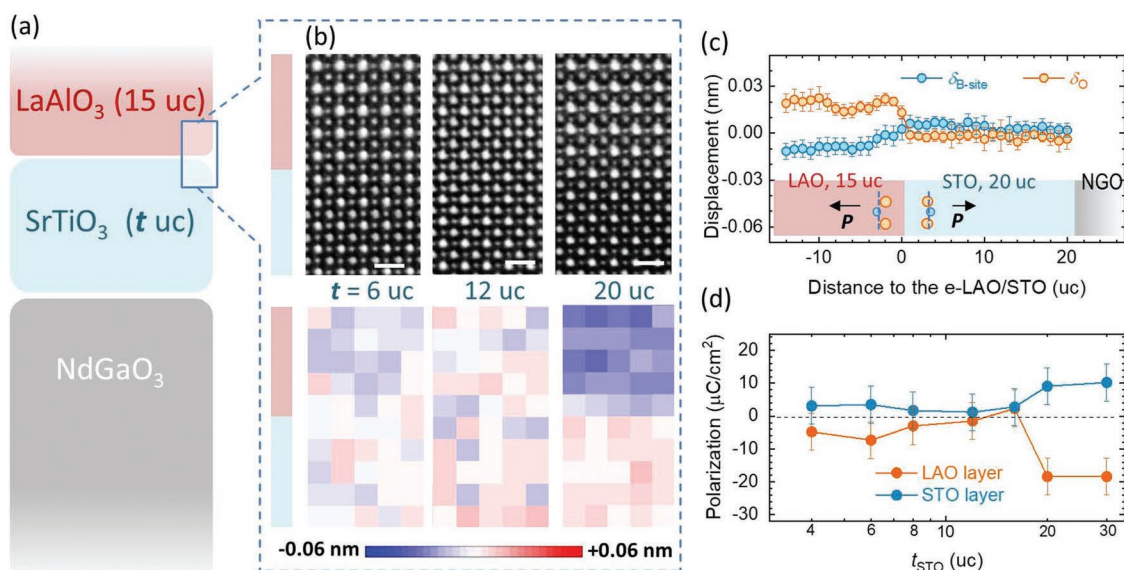 (a)
LaAlO₃ (15 uc)
SrTiO₃ (t uc)
NdGaO₃
(b)
t = 6 uc 12 uc 20 uc
-0.06 nm +0.06 nm
(c)
δB-site δO
0.03
0.00
-0.03
-0.06
Displacement (nm)
LAO, 15 uc STO, 20 uc NGO
P P
-10 0 10 20
Distance to the e-LAO/STO (uc)
(d)
20
10
0
-10
-20
-30
Polarization (μC/cm²)
LAO layer
STO layer
4 6 8 10 20 30
tSTO (uc)